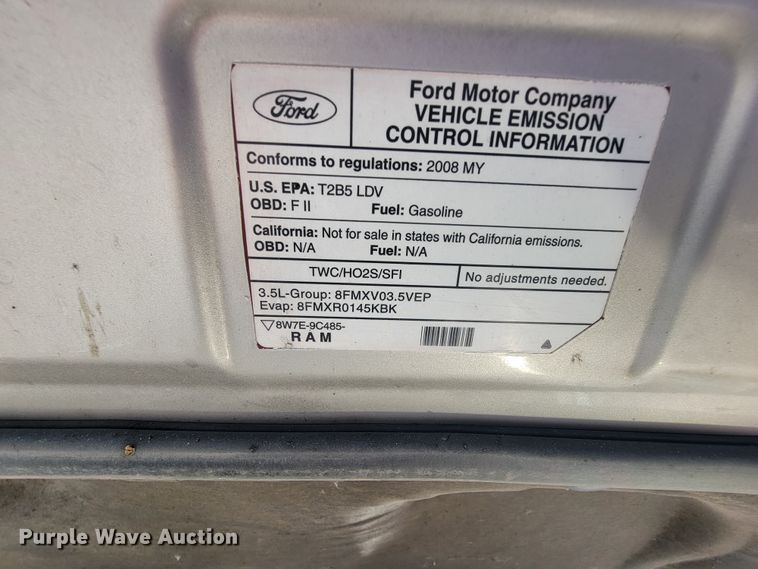 Ford
Ford Motor Company
VEHICLE EMISSION
CONTROL INFORMATION
Conforms to regulations: 2008 MY
U.S. EPA: T2B5 LDV
OBD: F II Fuel: Gasoline
California: Not for sale in states with California emissions.
OBD: N/A Fuel: N/A
TWC/HO2S/SFI No adjustments needed.
3.5L-Group: 8FMXV03.5VEP
Evap: 8FMXR0145KBK
8W7E-9C485-
RAM
Purple Wave Auction